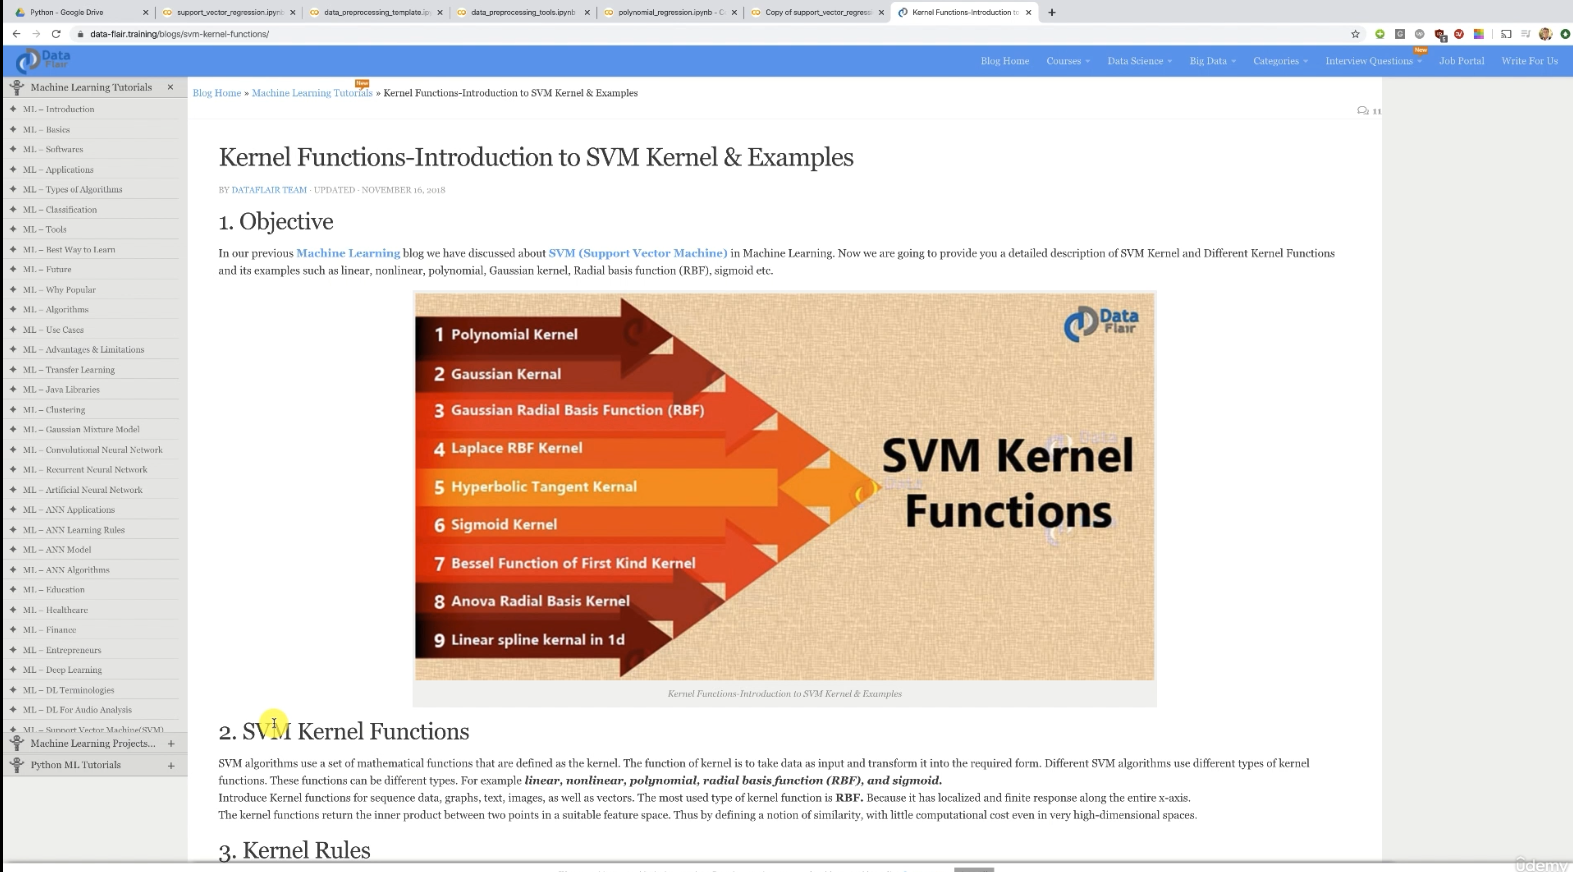 Python - Google Drive
support_vector_regression.ipynb
data_preprocessing_template.ip
data_preprocessing_tools.ipynb
polynomial_regression.ipynb - C
Copy of support_vector_regress
Kernel Functions-Introduction to
data-flair.training/blogs/svm-kernel-functions/
Data
Flair
Blog Home
Courses
Data Science
Big Data
Categories
Interview Questions
New
Job Portal
Write For Us
Machine Learning Tutorials
ML – Introduction
ML – Basics
ML – Softwares
ML – Applications
ML – Types of Algorithms
ML – Classification
ML – Tools
ML – Best Way to Learn
ML – Future
ML – Why Popular
ML – Algorithms
ML – Use Cases
ML – Advantages & Limitations
ML – Transfer Learning
ML – Java Libraries
ML – Clustering
ML – Gaussian Mixture Model
ML – Convolutional Neural Network
ML – Recurrent Neural Network
ML – Artificial Neural Network
ML – ANN Applications
ML – ANN Learning Rules
ML – ANN Model
ML – ANN Algorithms
ML – Education
ML – Healthcare
ML – Finance
ML – Entrepreneurs
ML – Deep Learning
ML – DL Terminologies
ML – DL For Audio Analysis
ML – Support Vector Machine(SVM)
Machine Learning Projects... +
Python ML Tutorials +
New
Blog Home » Machine Learning Tutorials » Kernel Functions-Introduction to SVM Kernel & Examples
11
Kernel Functions-Introduction to SVM Kernel & Examples
BY DATAFLAIR TEAM · UPDATED · NOVEMBER 16, 2018
1. Objective
In our previous Machine Learning blog we have discussed about SVM (Support Vector Machine) in Machine Learning. Now we are going to provide you a detailed description of SVM Kernel and Different Kernel Functions
and its examples such as linear, nonlinear, polynomial, Gaussian kernel, Radial basis function (RBF), sigmoid etc.
Data
Flair
1 Polynomial Kernel
2 Gaussian Kernal
3 Gaussian Radial Basis Function (RBF)
4 Laplace RBF Kernel
5 Hyperbolic Tangent Kernal
6 Sigmoid Kernel
7 Bessel Function of First Kind Kernel
8 Anova Radial Basis Kernel
9 Linear spline kernal in 1d
SVM Kernel
Functions
Kernel Functions-Introduction to SVM Kernel & Examples
2. SVM Kernel Functions
SVM algorithms use a set of mathematical functions that are defined as the kernel. The function of kernel is to take data as input and transform it into the required form. Different SVM algorithms use different types of kernel
functions. These functions can be different types. For example linear, nonlinear, polynomial, radial basis function (RBF), and sigmoid.
Introduce Kernel functions for sequence data, graphs, text, images, as well as vectors. The most used type of kernel function is RBF. Because it has localized and finite response along the entire x-axis.
The kernel functions return the inner product between two points in a suitable feature space. Thus by defining a notion of similarity, with little computational cost even in very high-dimensional spaces.
3. Kernel Rules
ûdemy